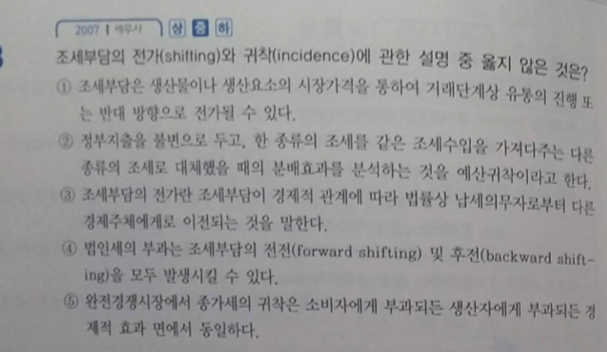 2007 | 세무사 상 중 하
조세부담의 전가(shifting)와 귀착(incidence)에 관한 설명 중 옳지 않은 것은?
① 조세부담은 생산물이나 생산요소의 시장가격을 통하여 거래단계상 유통의 진행 또
는 반대 방향으로 전가될 수 있다.
② 정부지출을 불변으로 두고, 한 종류의 조세를 같은 조세수입을 가져다주는 다른
종류의 조세로 대체했을 때의 분배효과를 분석하는 것을 예산귀착이라고 한다.
③ 조세부담의 전가란 조세부담이 경제적 관계에 따라 법률상 납세의무자로부터 다른
경제주체에게로 이전되는 것을 말한다.
④ 법인세의 부과는 조세부담의 전전(forward shifting) 및 후전(backward shift-
ing)을 모두 발생시킬 수 있다.
⑤ 완전경쟁시장에서 종가세의 귀착은 소비자에게 부과되든 생산자에게 부과되든 경
제적 효과 면에서 동일하다.